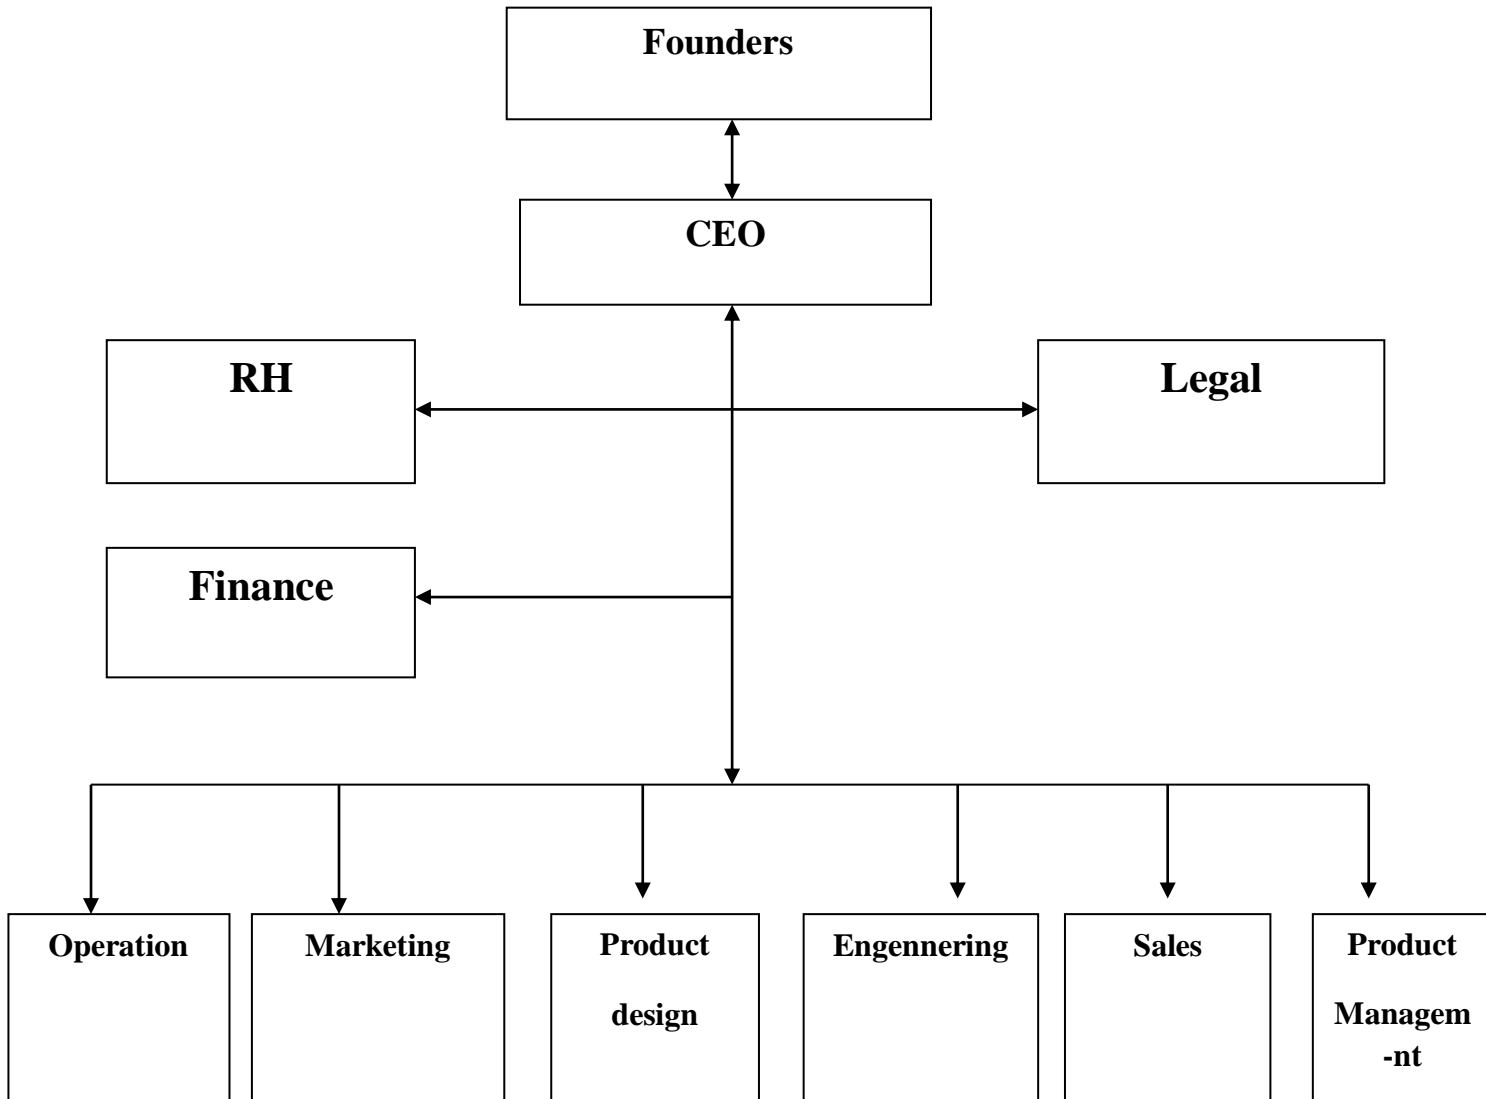 Founders
CEO
RH
Legal
Finance
Operation
Marketing
Product
design
Engennering
Sales
Product
Managem
-nt